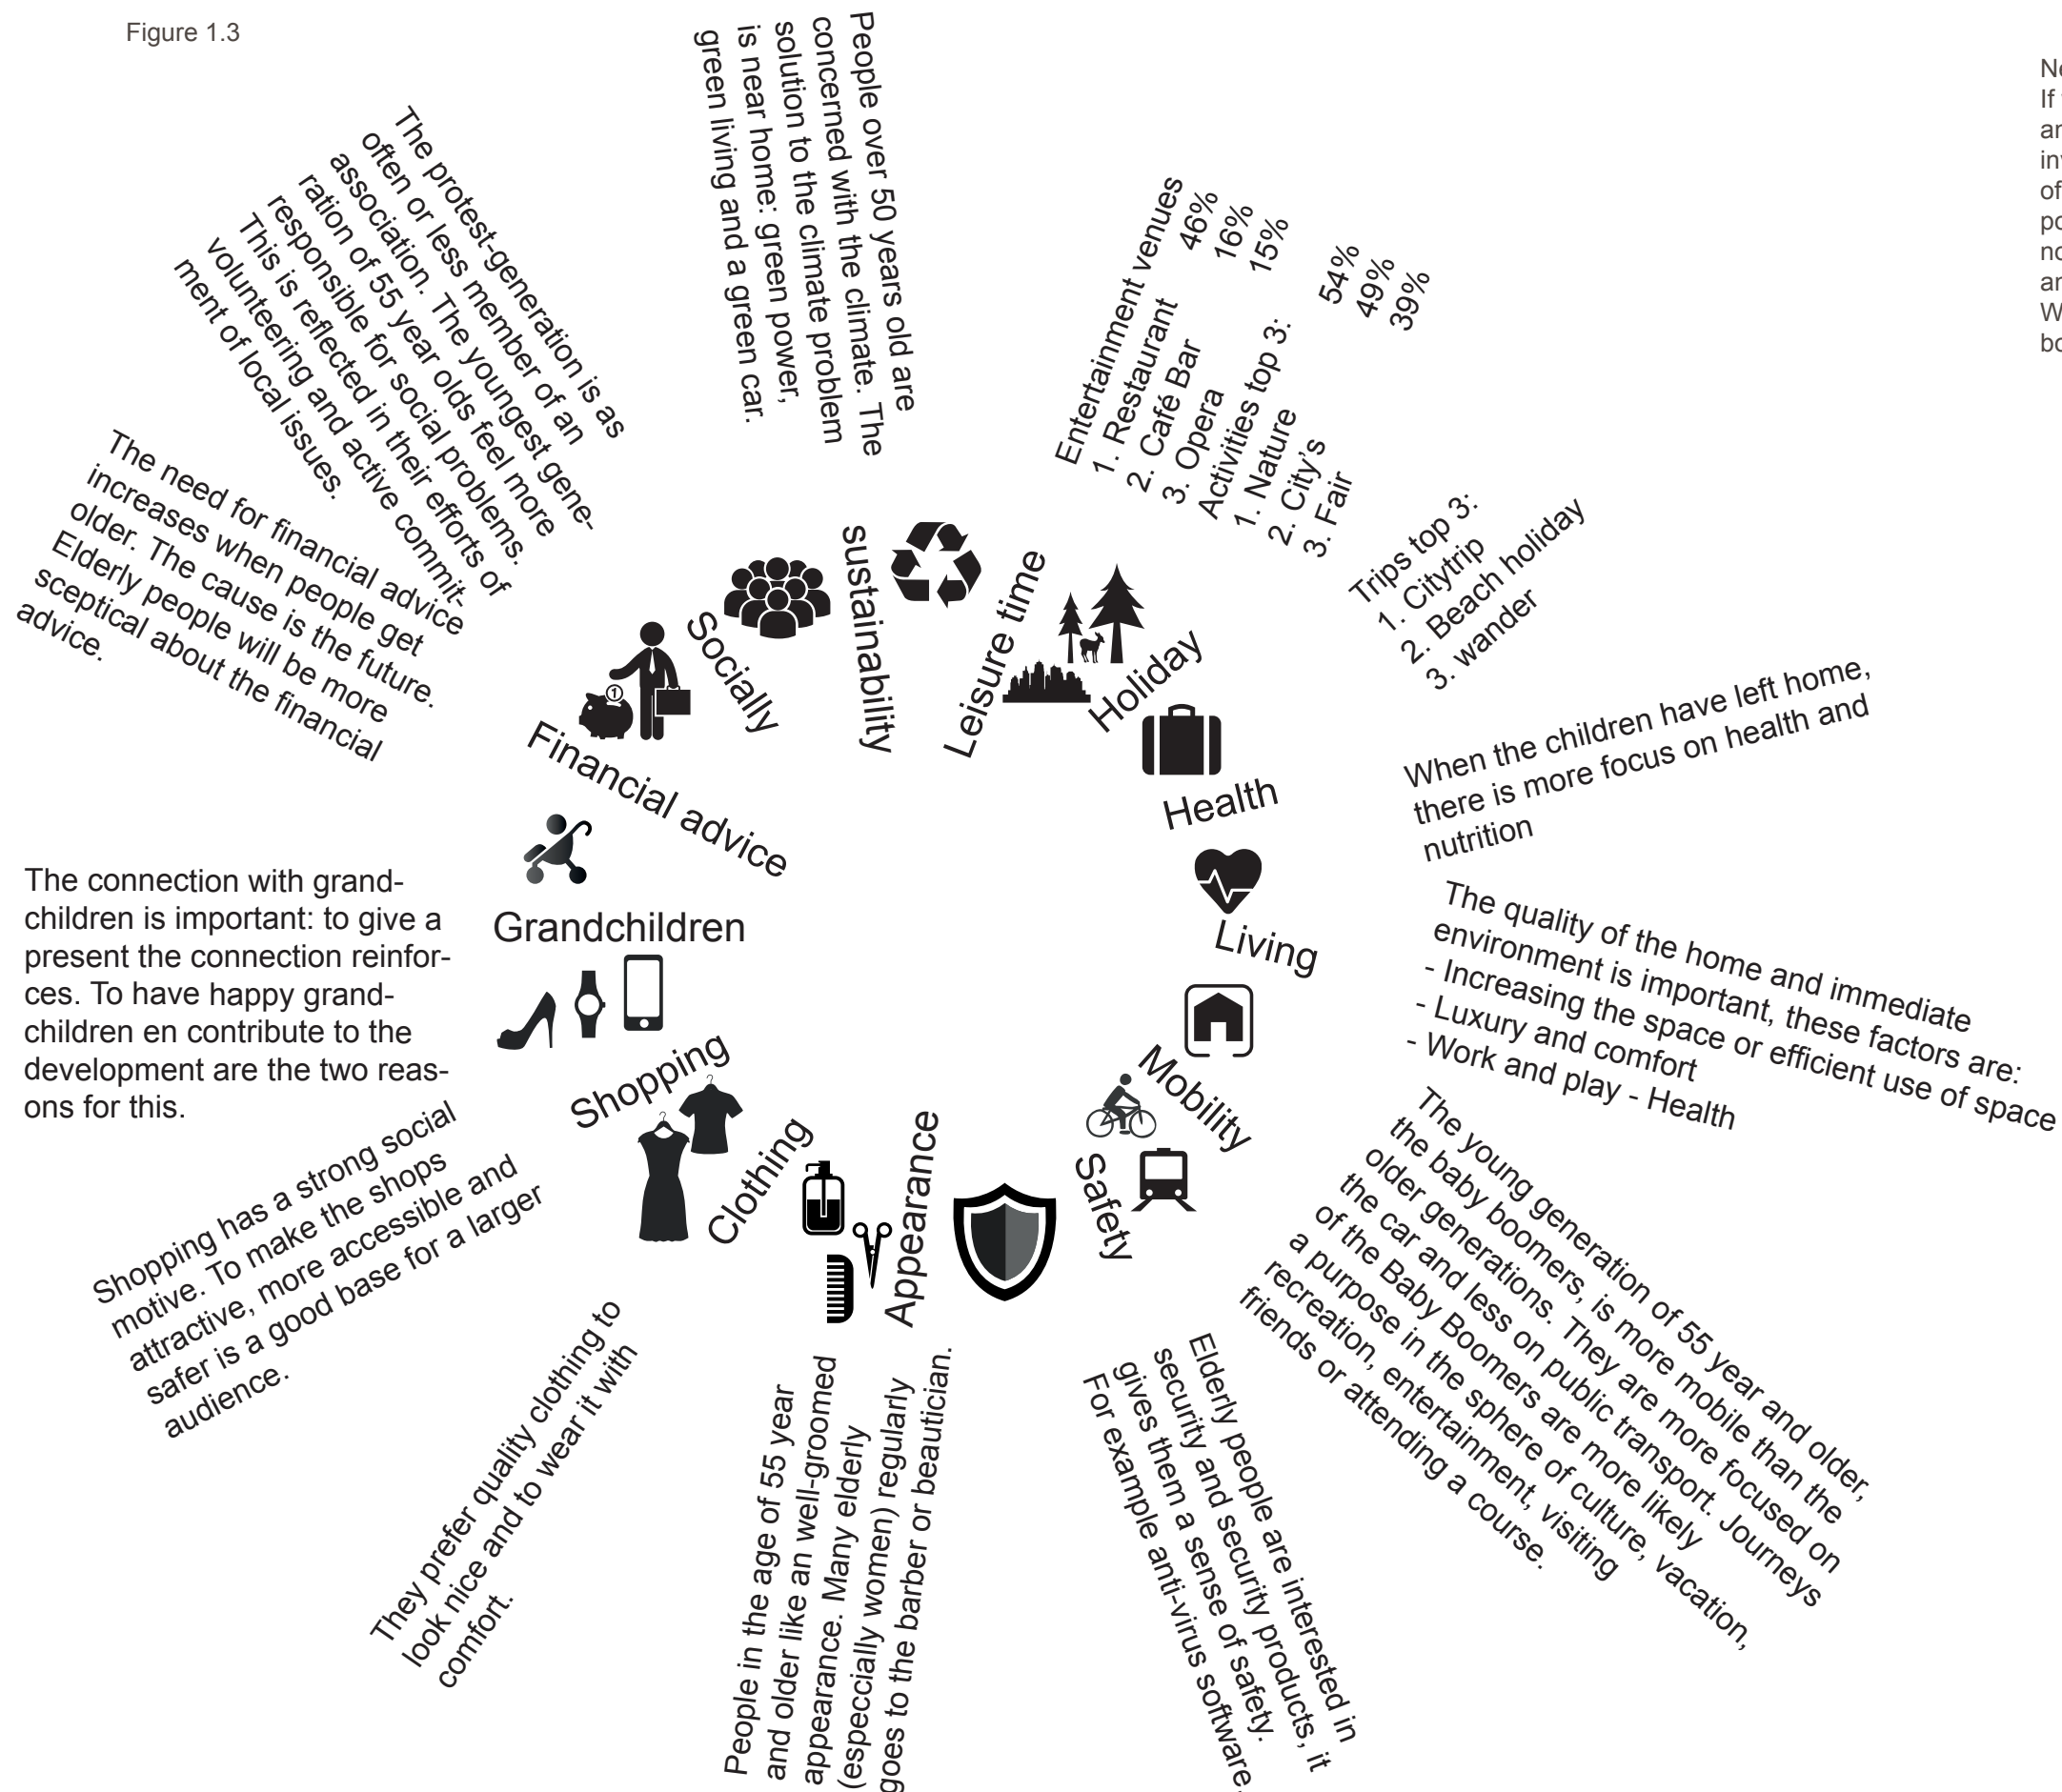 Figure 1.3
People over 50 years old are
concerned with the climate. The
solution to the climate problem
is near home: green power,
green living and a green car.
The protest-generation is as
often or less member of an
association. The youngest gene-
ration of 55 year olds feel more
responsible for social problems.
This is reflected in their efforts of
volunteering and active commit-
ment of local issues.
The need for financial advice
increases when people get
older. The cause is the future.
Elderly people will be more
sceptical about the financial
advice.
The connection with grand-
children is important: to give a
present the connection reinfor-
ces. To have happy grand-
children en contribute to the
development are the two reas-
ons for this.
Shopping has a strong social
motive. To make the shops
attractive, more accessible and
safer is a good base for a larger
audience.
They prefer quality clothing to
look nice and to wear it with
comfort.
People in the age of 55 year
and older like an well-groomed
appearance. Many elderly
(especcially women) regularly
goes to the barber or beautician.
Elderly people are interested in
security and security products, it
gives them a sense of safety.
For example anti-virus software.
The young generation of 55 year and older,
the baby boomers, is more mobile than the
older generations. They are more focused on
the car and less on public transport. Journeys
of the Baby Boomers are more likely
a purpose in the sphere of culture, vacation,
recreation, entertainment, visiting
friends or attending a course.
The quality of the home and immediate
environment is important, these factors are:
- Increasing the space or efficient use of space
- Luxury and comfort
- Work and play - Health
When the children have left home,
there is more focus on health and
nutrition
Trips top 3:
1. Citytrip
2. Beach holiday
3. wander
Entertainment venues
1. Restaurant 46%
2. Café Bar 16%
3. Opera 15%
Activities top 3:
1. Nature 54%
2. City's 49%
3. Fair 39%
sustainability
Socially
Financial advice
Grandchildren
Shopping
Clothing
Appearance
Safety
Mobility
Living
Health
Holiday
Leisure time
1